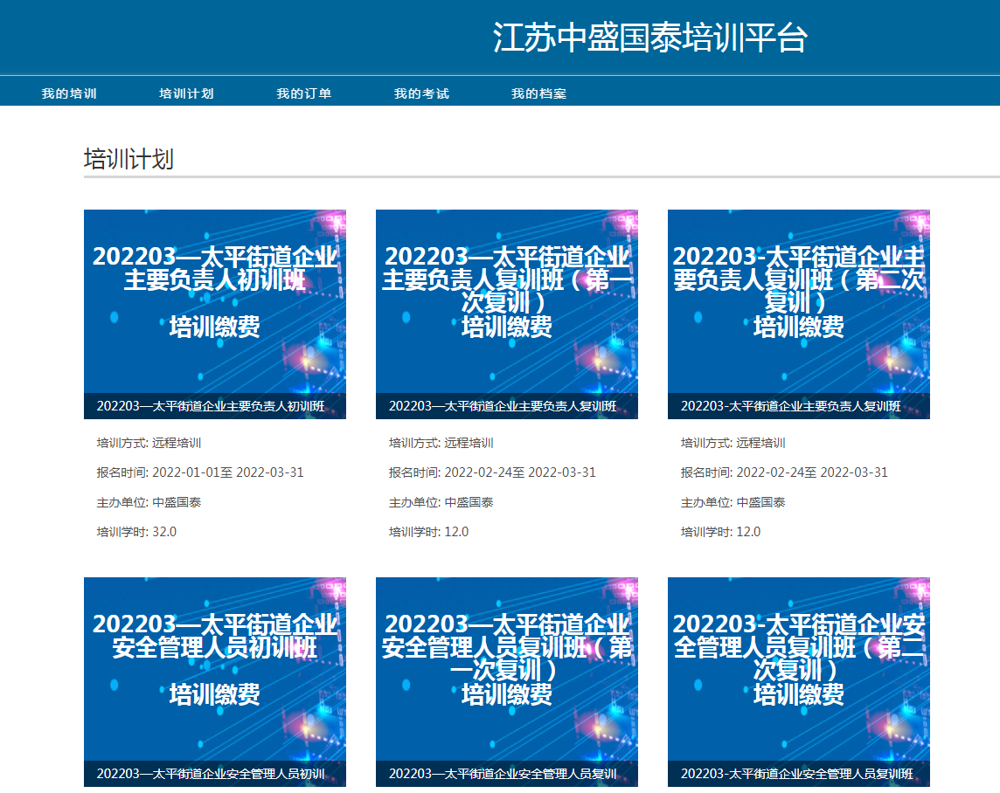 江苏中盛国泰培训平台
我的培训 培训计划 我的订单 我的考试 我的档案
培训计划
202203—太平街道企业
主要负责人初训班
培训缴费
202203—太平街道企业主要负责人初训班
培训方式: 远程培训
报名时间: 2022-01-01至 2022-03-31
主办单位: 中盛国泰
培训学时: 32.0
202203—太平街道企业
主要负责人复训班（第一
次复训）
培训缴费
202203—太平街道企业主要负责人复训班
培训方式: 远程培训
报名时间: 2022-02-24至 2022-03-31
主办单位: 中盛国泰
培训学时: 12.0
202203-太平街道企业主
要负责人复训班（第二次
复训）
培训缴费
202203-太平街道企业主要负责人复训班
培训方式: 远程培训
报名时间: 2022-02-24至 2022-03-31
主办单位: 中盛国泰
培训学时: 12.0
202203—太平街道企业
安全管理人员初训班
培训缴费
202203—太平街道企业安全管理人员初训
202203—太平街道企业
安全管理人员复训班（第
一次复训）
培训缴费
202203—太平街道企业安全管理人员复训
202203-太平街道企业安
全管理人员复训班（第二
次复训）
培训缴费
202203-太平街道企业安全管理人员复训班